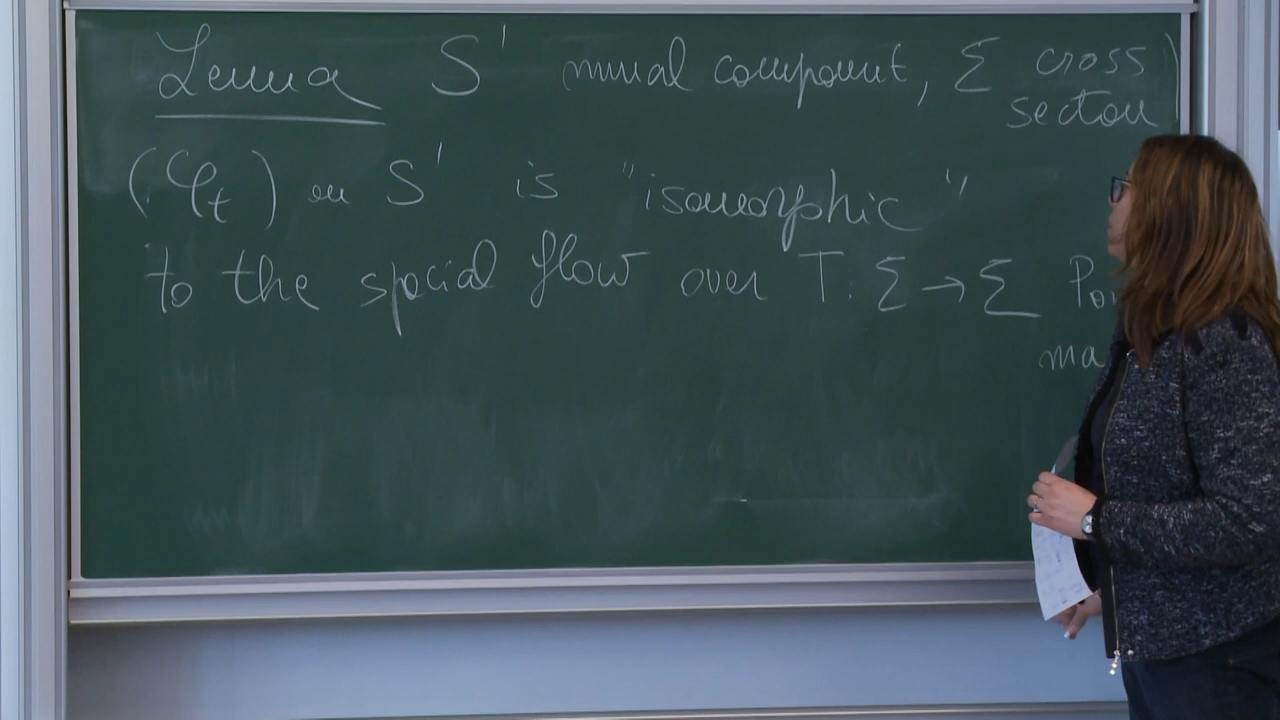 Lemma S' minimal component, Σ cross
section
(φₜ) on S' is "isomorphic"
to the special flow over T: Σ → Σ Poi
ma